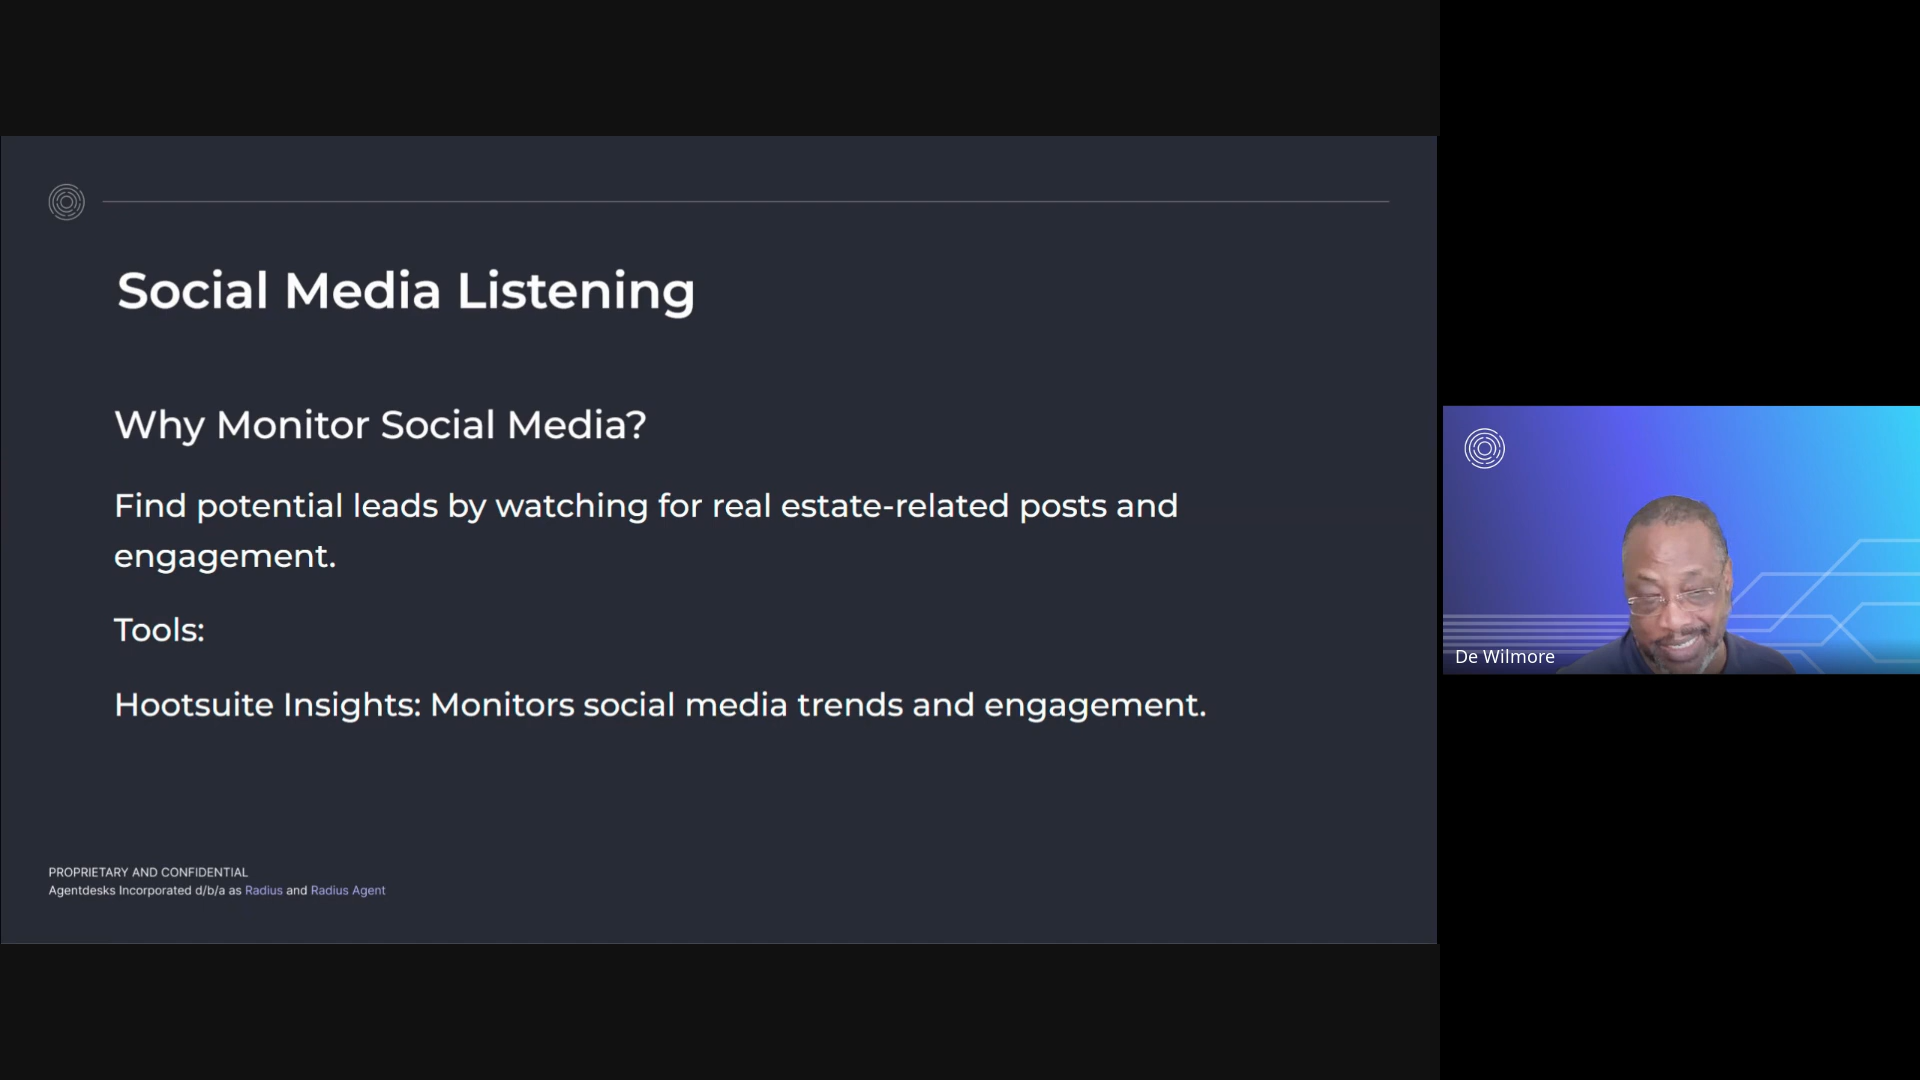 Social Media Listening
Why Monitor Social Media?
Find potential leads by watching for real estate-related posts and
engagement.
Tools:
Hootsuite Insights: Monitors social media trends and engagement.
PROPRIETARY AND CONFIDENTIAL
Agentdesks Incorporated d/b/a as Radius and Radius Agent
De Wilmore